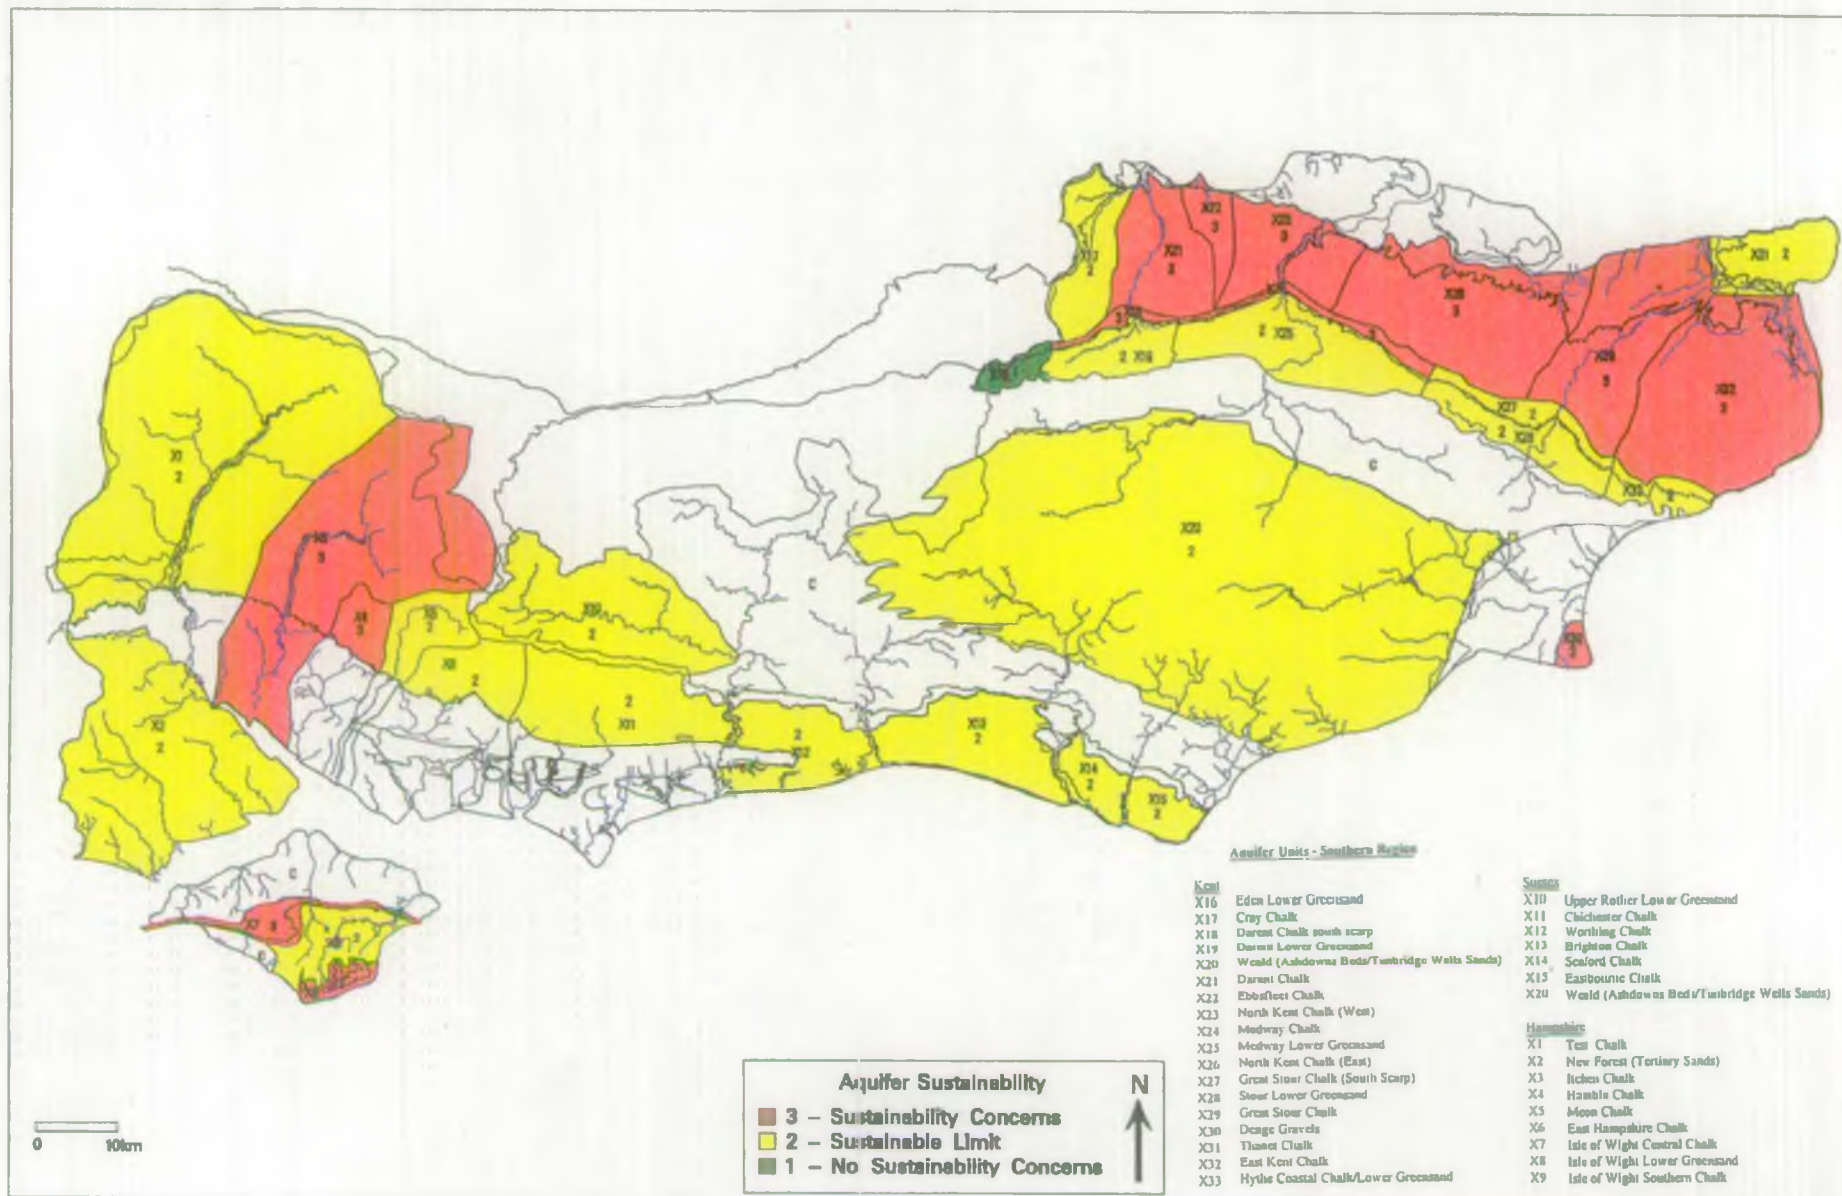 X22
3
X23
3
X21
3
X17
2
X31 2
X26
3
3
2 X25
2 X16
X29
3
X32
3
X27 2
2 X28
X33 2
X1
2
C
X20
2
X3
3
C
X4
3
X5
2
X10
2
X6
2
2
X11
X30
3
X2
2
2
X12
X13
2
X14
2
X15
2
C
X7 3
X8 2
C
Aquifer Units - Southern Region
Kent
X16 Eden Lower Greensand
X17 Cray Chalk
X18 Darent Chalk south scarp
X19 Darent Lower Greensand
X20 Weald (Ashdowns Beds/Tunbridge Wells Sands)
X21 Darent Chalk
X22 Ebbsfleet Chalk
X23 North Kent Chalk (West)
X24 Medway Chalk
X25 Medway Lower Greensand
X26 North Kent Chalk (East)
X27 Great Stour Chalk (South Scarp)
X28 Stour Lower Greensand
X29 Great Stour Chalk
X30 Denge Gravels
X31 Thanet Chalk
X32 East Kent Chalk
X33 Hythe Coastal Chalk/Lower Greensand
Sussex
X10 Upper Rother Lower Greensand
X11 Chichester Chalk
X12 Worthing Chalk
X13 Brighton Chalk
X14 Seaford Chalk
X15 Eastbourne Chalk
X20 Weald (Ashdowns Beds/Tunbridge Wells Sands)
Hampshire
X1 Test Chalk
X2 New Forest (Tertiary Sands)
X3 Itchen Chalk
X4 Hamble Chalk
X5 Meon Chalk
X6 East Hampshire Chalk
X7 Isle of Wight Central Chalk
X8 Isle of Wight Lower Greensand
X9 Isle of Wight Southern Chalk
Aquifer Sustainability
3 – Sustainability Concerns
2 – Sustainable Limit
1 – No Sustainability Concerns
N
0 10km